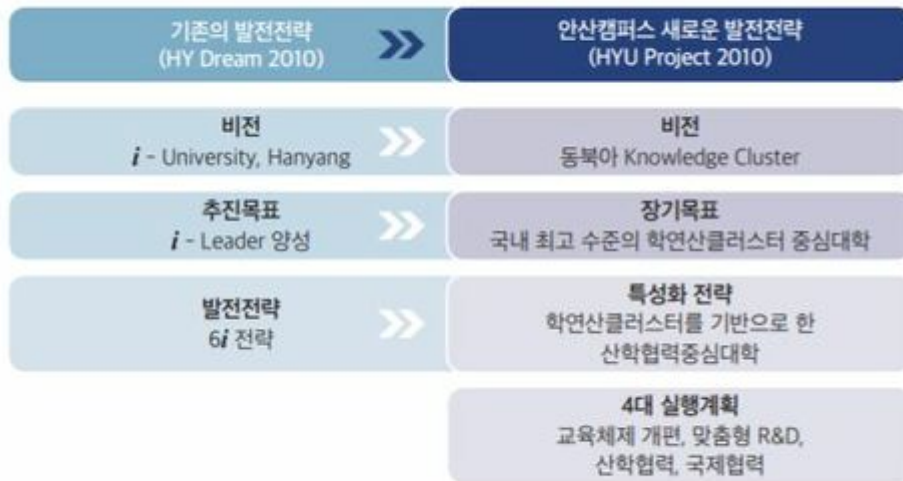 기존의 발전전략
(HY Dream 2010)
안산캠퍼스 새로운 발전전략
(HYU Project 2010)
비전
i - University, Hanyang
비전
동북아 Knowledge Cluster
추진목표
i - Leader 양성
장기목표
국내 최고 수준의 학연산클러스터 중심대학
발전전략
6i 전략
특성화 전략
학연산클러스터를 기반으로 한
산학협력중심대학
4대 실행계획
교육체제 개편, 맞춤형 R&D,
산학협력, 국제협력